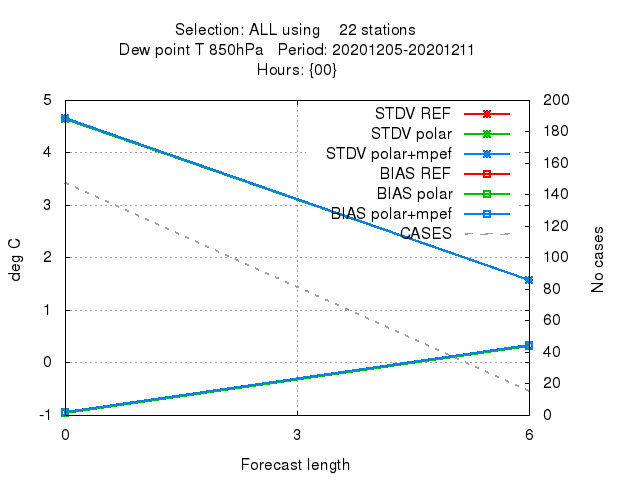 Selection: ALL using 22 stations
Dew point T 850hPa Period: 20201205-20201211
Hours: {00}
5
4
3
2
1
0
-1
deg C
200
180
160
140
120
100
80
60
40
20
0
No cases
STDV REF
STDV polar
STDV polar+mpef
BIAS REF
BIAS polar
BIAS polar+mpef
CASES
0 3 6
Forecast length